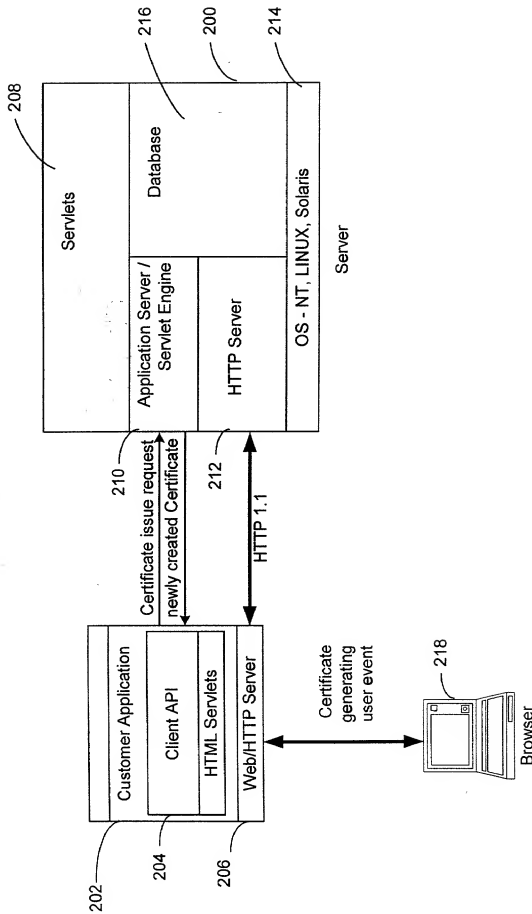 208
216
200
214
Servlets
Application Server /
Servlet Engine
Database
HTTP Server
OS - NT, LINUX, Solaris
Server
210
212
Certificate issue request
newly created Certificate
HTTP 1.1
Customer Application
Client API
HTML Servlets
Web/HTTP Server
202
204
206
Certificate
generating
user event
218
Browser